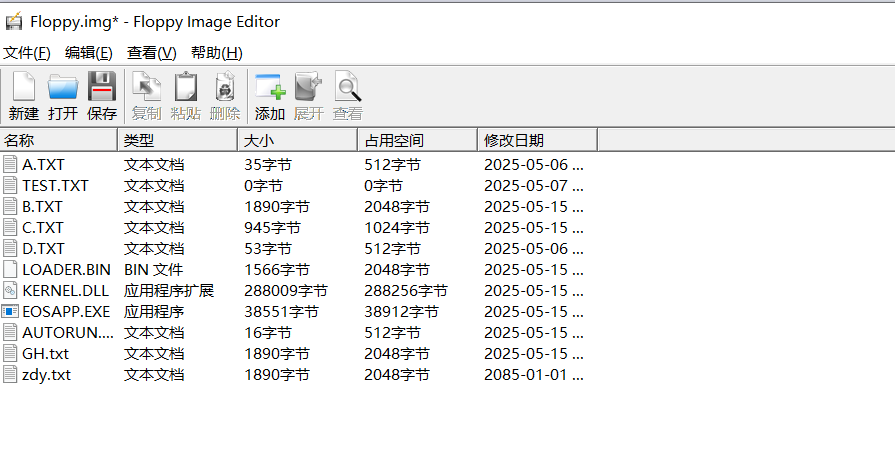 Floppy.img* - Floppy Image Editor
文件(F) 编辑(E) 查看(V) 帮助(H)
新建 打开 保存 复制 粘贴 删除 添加 展开 查看
名称 类型 大小 占用空间 修改日期
A.TXT 文本文档 35字节 512字节 2025-05-06 ...
TEST.TXT 文本文档 0字节 0字节 2025-05-07 ...
B.TXT 文本文档 1890字节 2048字节 2025-05-15 ...
C.TXT 文本文档 945字节 1024字节 2025-05-15 ...
D.TXT 文本文档 53字节 512字节 2025-05-06 ...
LOADER.BIN BIN 文件 1566字节 2048字节 2025-05-15 ...
KERNEL.DLL 应用程序扩展 288009字节 288256字节 2025-05-15 ...
EOSAPP.EXE 应用程序 38551字节 38912字节 2025-05-15 ...
AUTORUN.... 文本文档 16字节 512字节 2025-05-15 ...
GH.txt 文本文档 1890字节 2048字节 2025-05-15 ...
zdy.txt 文本文档 1890字节 2048字节 2085-01-01 ...